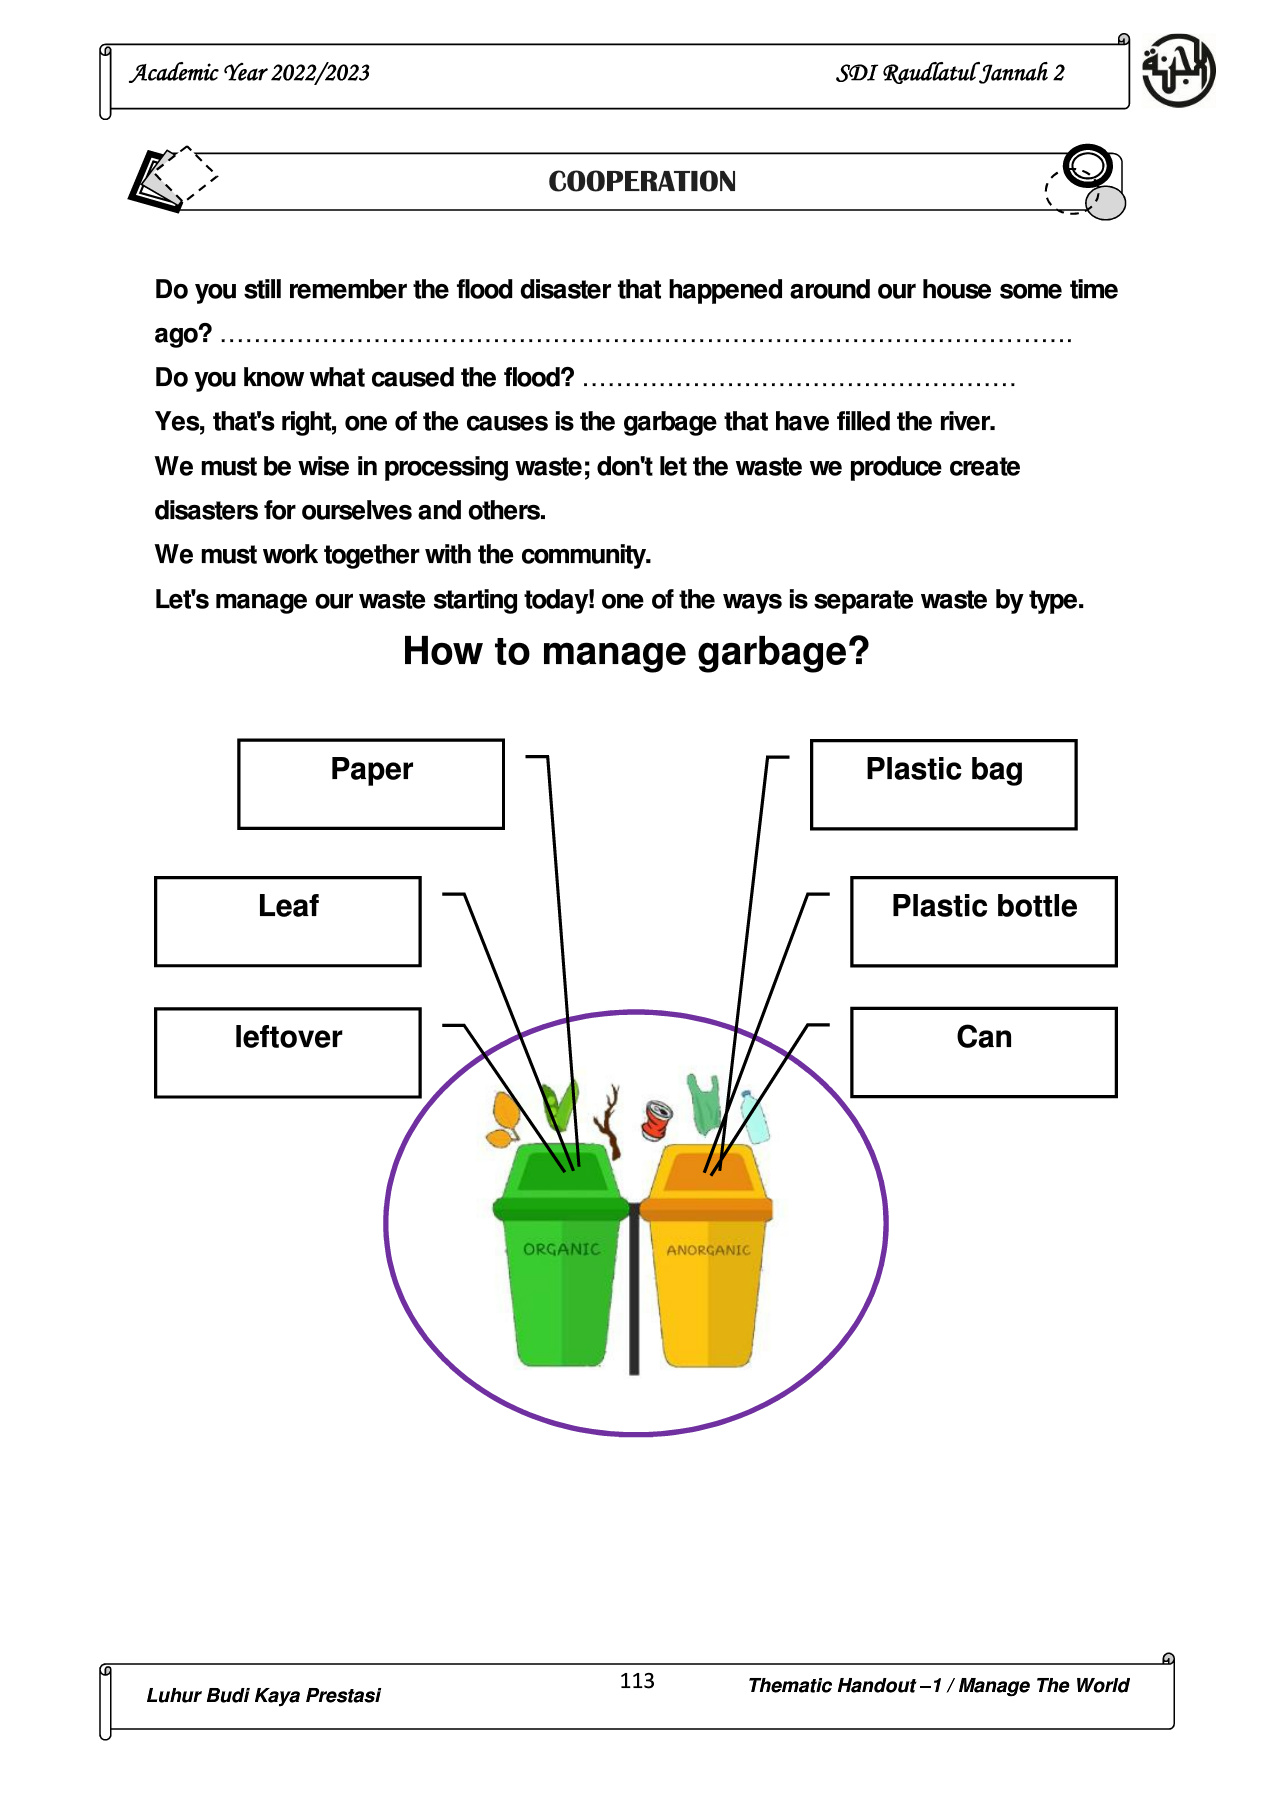 Academic Year 2022/2023 SDI Raudlatul Jannah 2
COOPERATION
Do you still remember the flood disaster that happened around our house some time
ago? ……………………………………………………………………………………….
Do you know what caused the flood? ……………………………………………
Yes, that's right, one of the causes is the garbage that have filled the river.
We must be wise in processing waste; don't let the waste we produce create
disasters for ourselves and others.
We must work together with the community.
Let's manage our waste starting today! one of the ways is separate waste by type.
How to manage garbage?
Paper
Plastic bag
Leaf
Plastic bottle
leftover
Can
ORGANIC
ANORGANIC
Luhur Budi Kaya Prestasi
113
Thematic Handout –1 / Manage The World